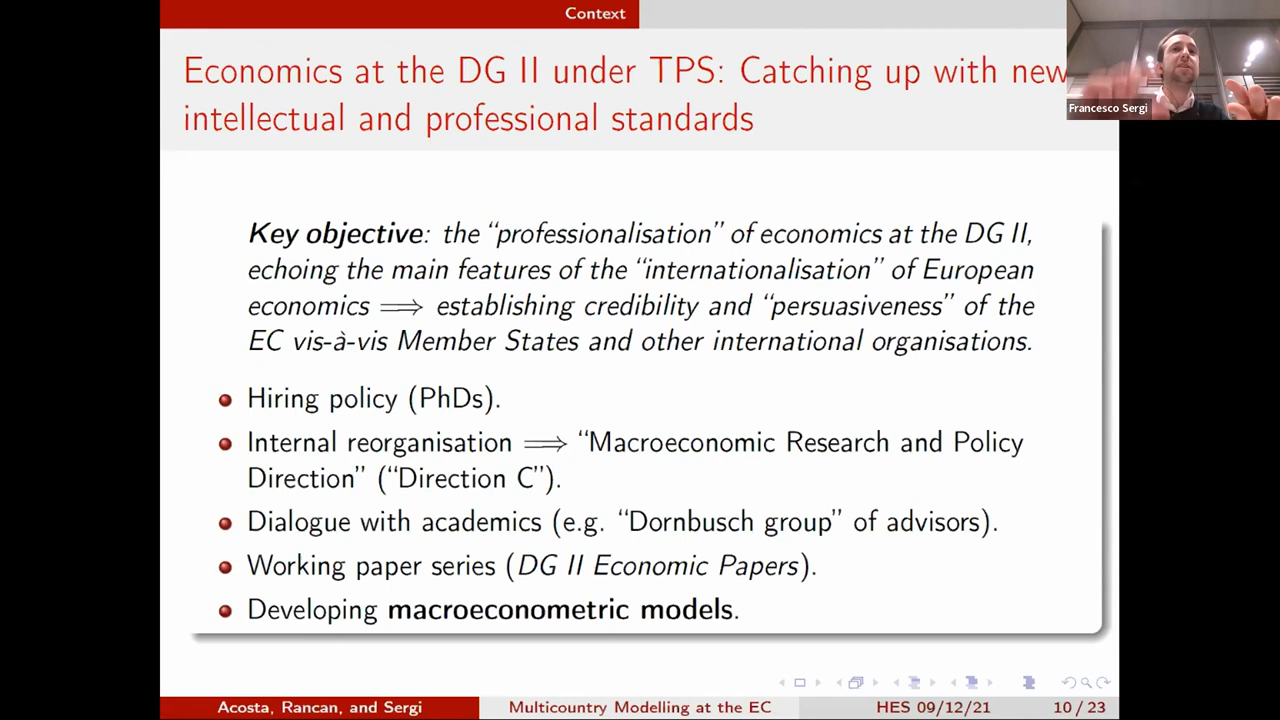 Context
Economics at the DG II under TPS: Catching up with new
intellectual and professional standards
Francesco Sergi
Key objective: the “professionalisation” of economics at the DG II,
echoing the main features of the “internationalisation” of European
economics ⟹ establishing credibility and “persuasiveness” of the
EC vis-à-vis Member States and other international organisations.
Hiring policy (PhDs).
Internal reorganisation ⟹ “Macroeconomic Research and Policy
Direction” (“Direction C”).
Dialogue with academics (e.g. “Dornbusch group” of advisors).
Working paper series (DG II Economic Papers).
Developing macroeconometric models.
Acosta, Rancan, and Sergi
Multicountry Modelling at the EC
HES 09/12/21
10 / 23